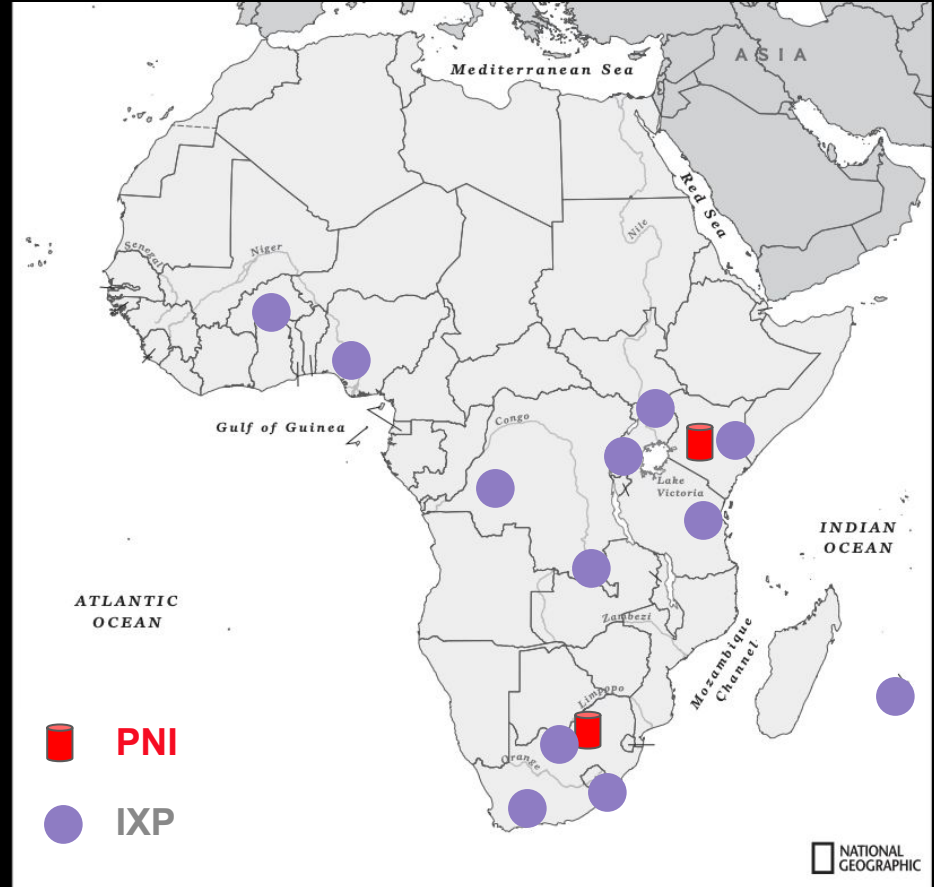 ASIA
Mediterranean Sea
Red Sea
Nile
Senegal
Niger
Gulf of Guinea
Congo
Lake
Victoria
INDIAN
OCEAN
ATLANTIC
OCEAN
Zambezi
Mozambique
Channel
Limpopo
Orange
PNI
IXP
NATIONAL
GEOGRAPHIC